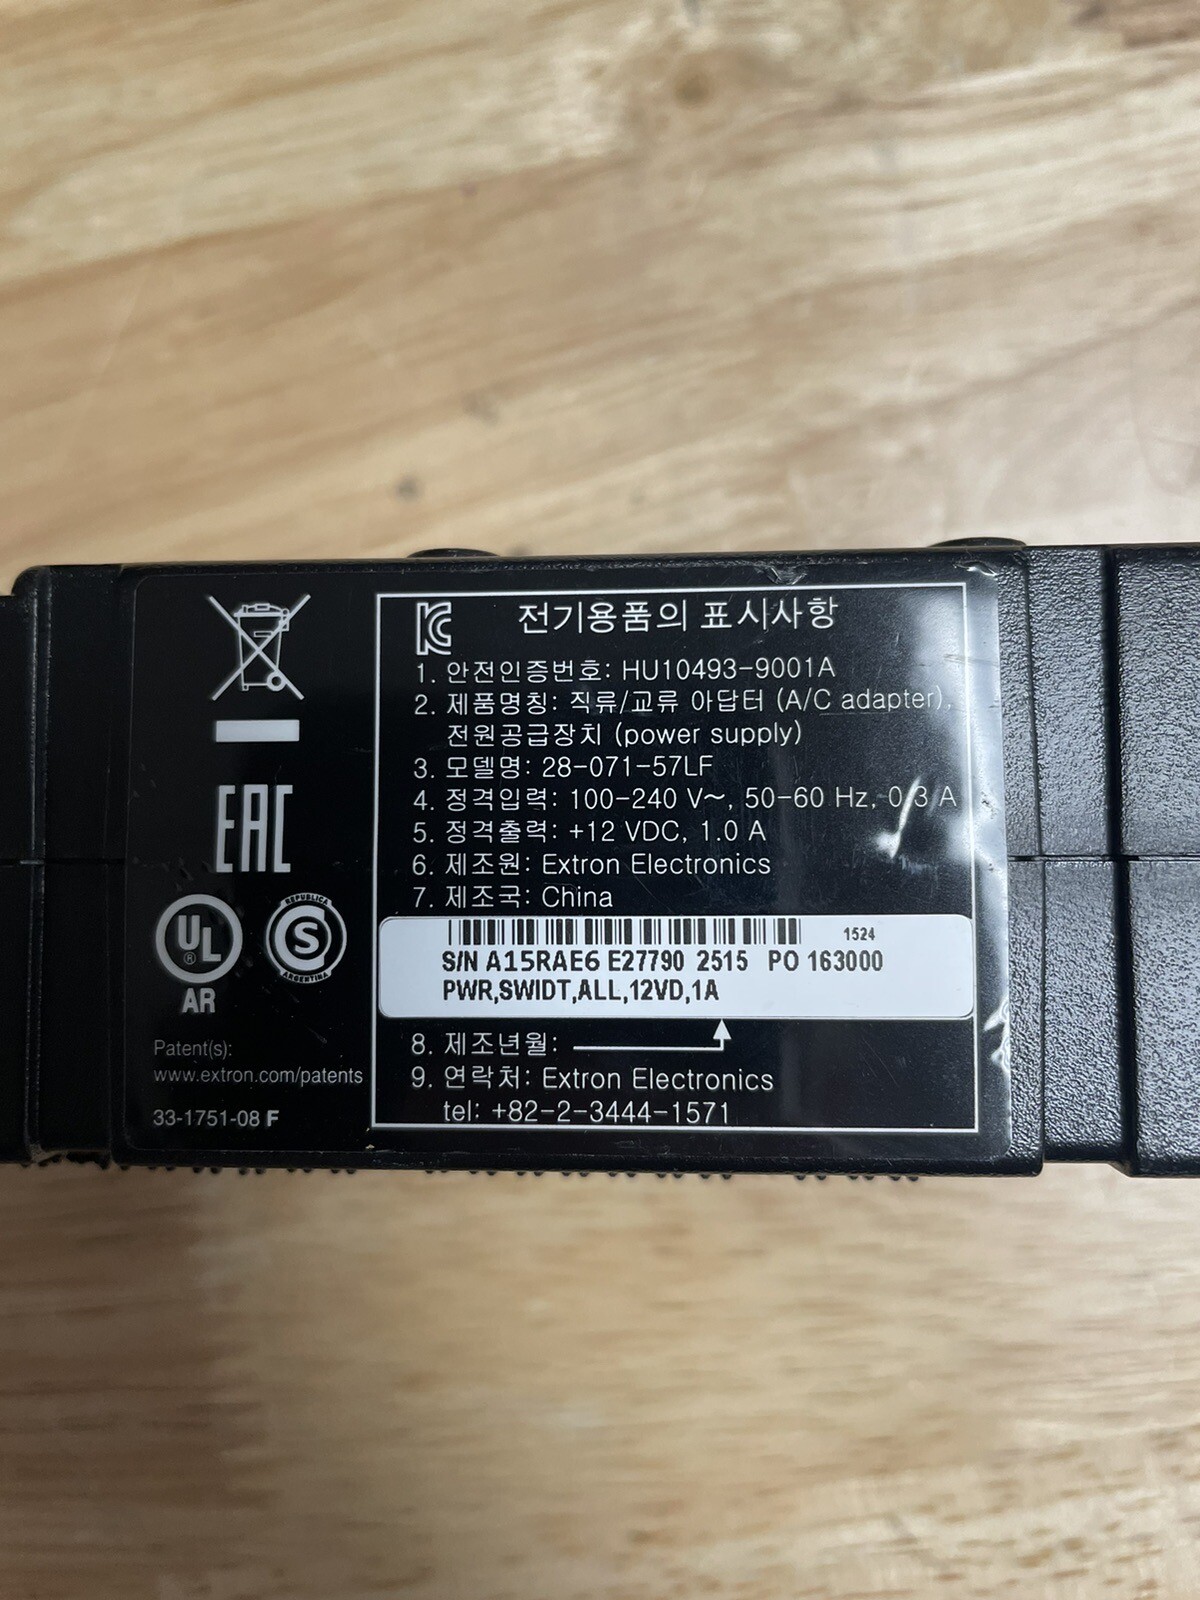 전기용품의 표시사항
1. 안전인증번호: HU10493-9001A
2. 제품명칭: 직류/교류 아답터 (A/C adapter),
전원공급장치 (power supply)
3. 모델명: 28-071-57LF
4. 정격입력: 100-240 V~, 50-60 Hz, 0.3 A
5. 정격출력: +12 VDC, 1.0 A
6. 제조원: Extron Electronics
7. 제조국: China
1524
S/N A15RAE6 E27790 2515 PO 163000
PWR,SWIDT,ALL,12VD,1A
8. 제조년월:
9. 연락처: Extron Electronics
tel: +82-2-3444-1571
EAC
UL ®
AR
REPUBLICA
S
ARGENTINA
Patent(s):
www.extron.com/patents
33-1751-08 F